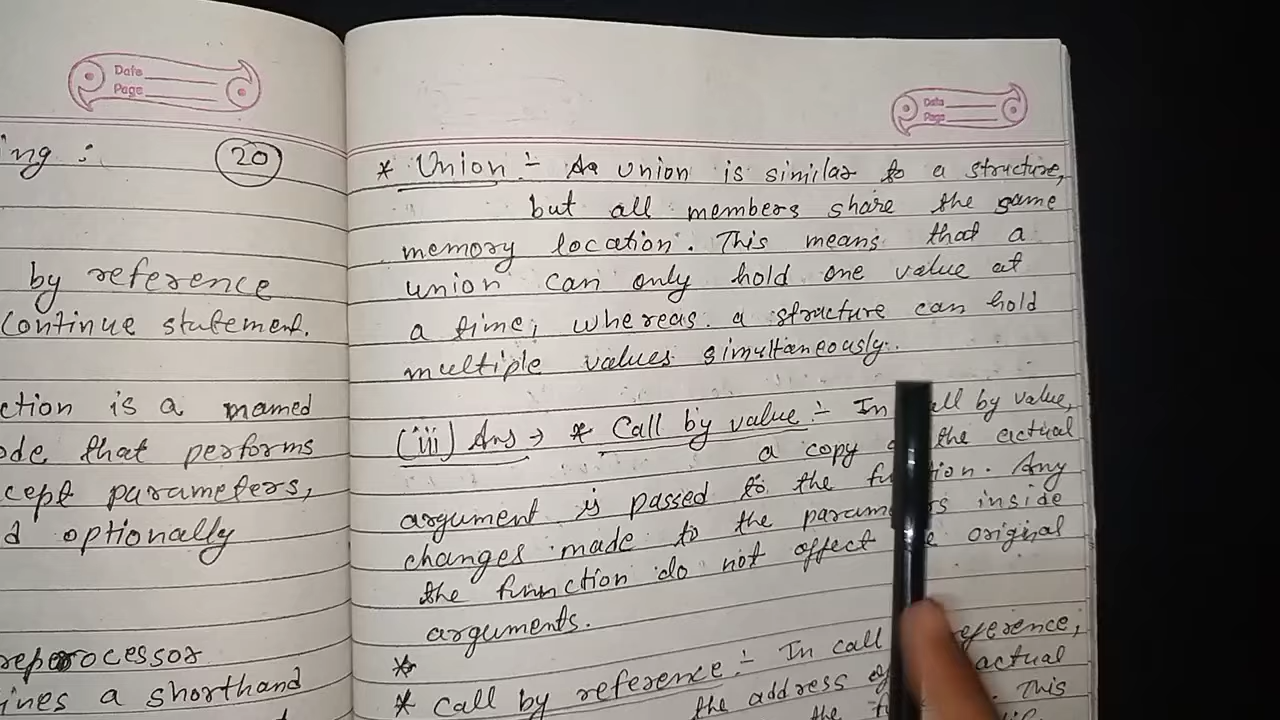 Date
Page
ing : 20
by reference
Continue statement.
ction is a named
ode that performs
cept parameters,
d optionally
reprocessor
ines a shorthand
Date
Page
* Union :- A union is similar to a structure,
but all members share the same
memory location. This means that a
union can only hold one value at
a time, whereas a structure can hold
multiple values simultaneously.
(iii) Ans → * Call by value :- In call by value,
a copy the actual
argument is passed to the function. Any
changes made to the parameters inside
the function do not affect original
arguments.
*
* Call by reference :- In call reference,
the address of actual
the This